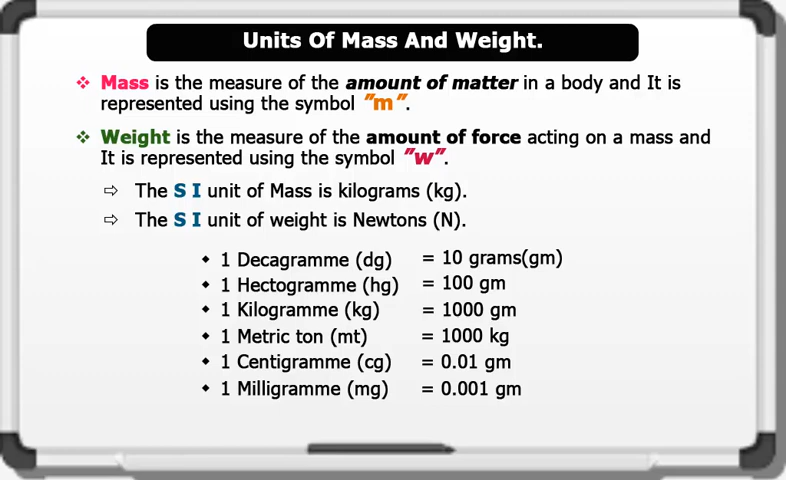 Units Of Mass And Weight.
❖ Mass is the measure of the amount of matter in a body and It is
represented using the symbol "m".
❖ Weight is the measure of the amount of force acting on a mass and
It is represented using the symbol "w".
⇨ The S I unit of Mass is kilograms (kg).
⇨ The S I unit of weight is Newtons (N).
◆ 1 Decagramme (dg) = 10 grams(gm)
◆ 1 Hectogramme (hg) = 100 gm
◆ 1 Kilogramme (kg) = 1000 gm
◆ 1 Metric ton (mt) = 1000 kg
◆ 1 Centigramme (cg) = 0.01 gm
◆ 1 Milligramme (mg) = 0.001 gm